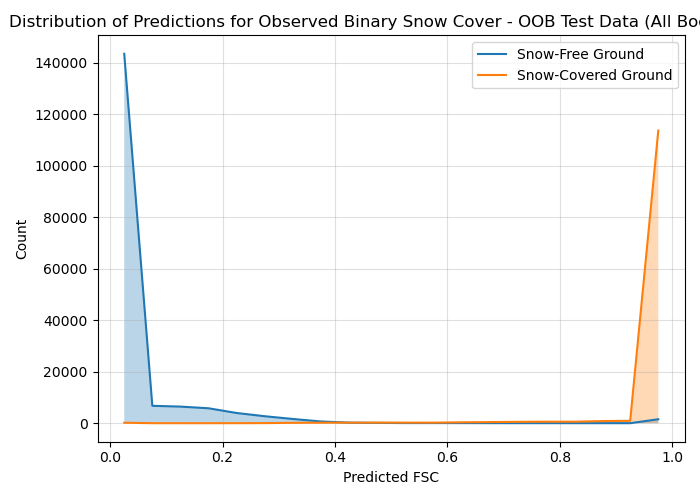 Distribution of Predictions for Observed Binary Snow Cover - OOB Test Data (All
Snow-Free Ground
Snow-Covered Ground
140000
120000
100000
80000
60000
40000
20000
0
Count
0.0 0.2 0.4 0.6 0.8 1.0
Predicted FSC